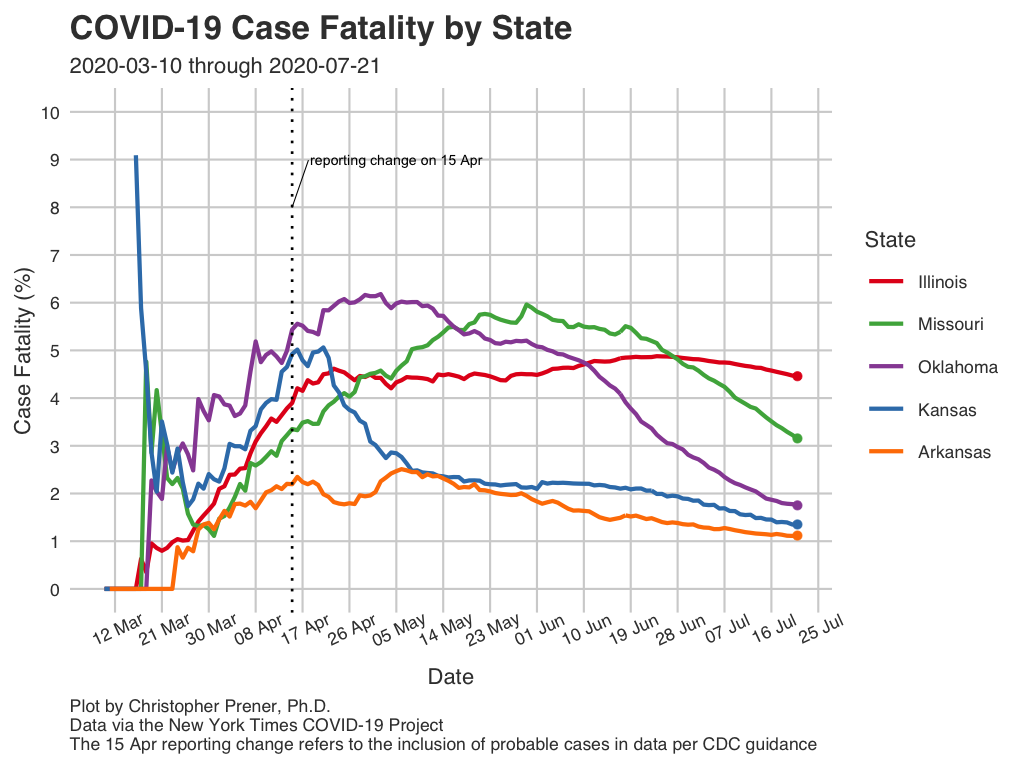 COVID-19 Case Fatality by State
2020-03-10 through 2020-07-21
10
9
8
7
6
5
4
3
2
1
0
Case Fatality (%)
reporting change on 15 Apr
12 Mar
21 Mar
30 Mar
08 Apr
17 Apr
26 Apr
05 May
14 May
23 May
01 Jun
10 Jun
19 Jun
28 Jun
07 Jul
16 Jul
25 Jul
Date
State
Illinois
Missouri
Oklahoma
Kansas
Arkansas
Plot by Christopher Prener, Ph.D.
Data via the New York Times COVID-19 Project
The 15 Apr reporting change refers to the inclusion of probable cases in data per CDC guidance